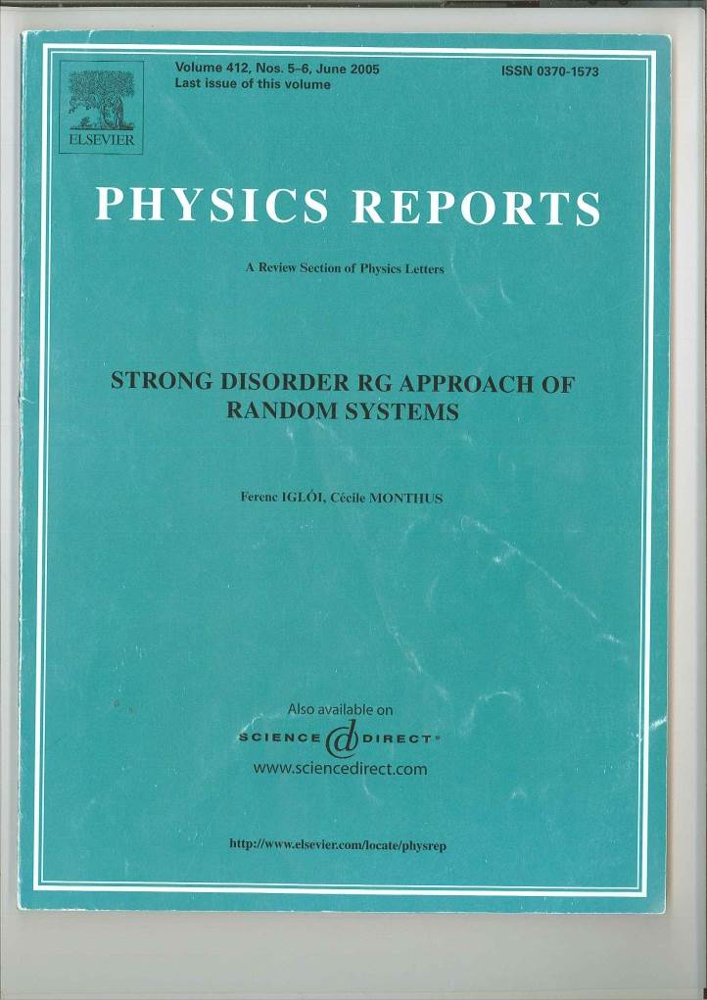 Volume 412, Nos. 5–6, June 2005
Last issue of this volume
ISSN 0370-1573
ELSEVIER
PHYSICS REPORTS
A Review Section of Physics Letters
STRONG DISORDER RG APPROACH OF
RANDOM SYSTEMS
Ferenc IGLÓI, Cécile MONTHUS
Also available on
SCIENCE d DIRECT®
www.sciencedirect.com
http://www.elsevier.com/locate/physrep